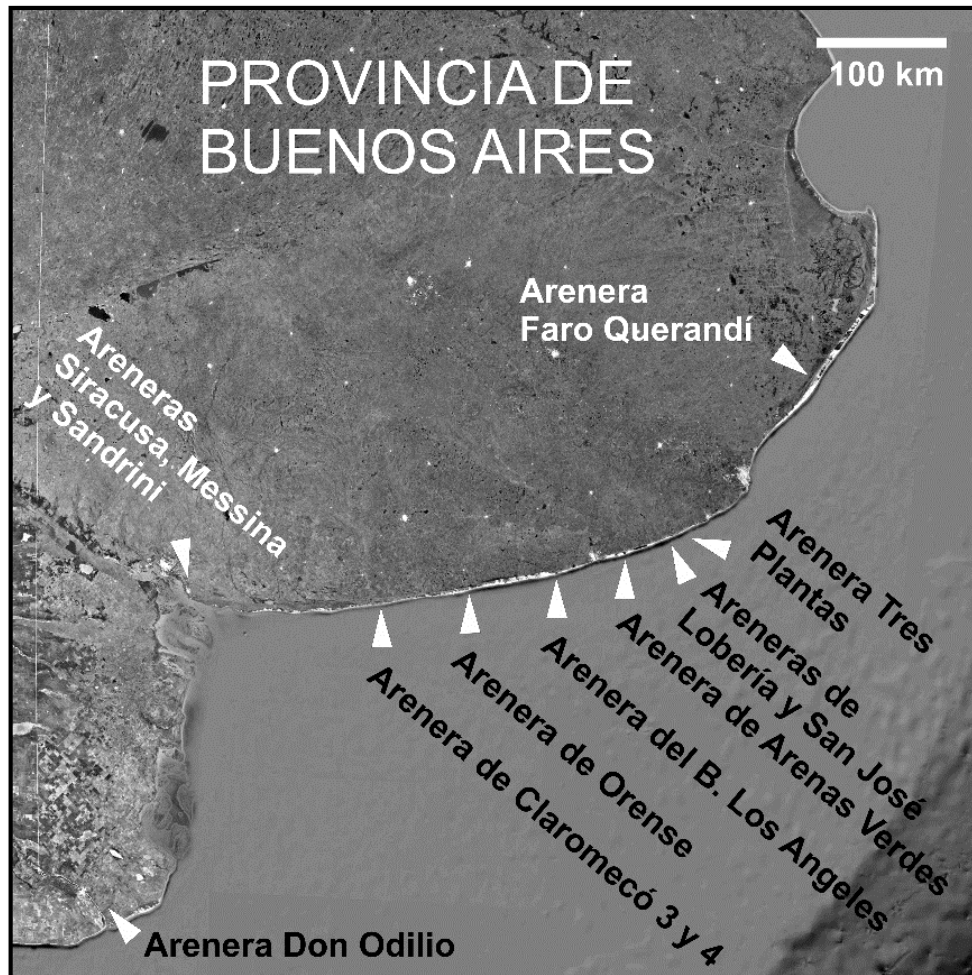 PROVINCIA DE
BUENOS AIRES
100 km
Arenera
Faro Querandí
Areneras
Siracusa, Messina
y Sandrini
Arenera Tres
Plantas
Areneras de
Lobería y San José
Arenera de Arenas Verdes
Arenera del B. Los Angeles
Arenera de Orense
Arenera de Claromecó 3 y 4
Arenera Don Odilio